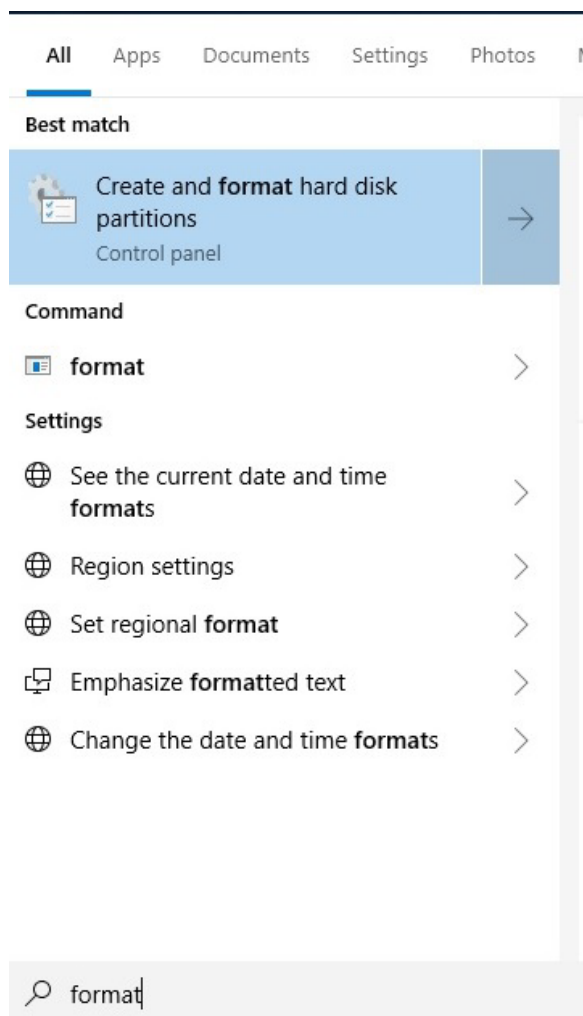 All Apps Documents Settings Photos
Best match
Create and format hard disk
partitions
Control panel
Command
format
Settings
See the current date and time
formats
Region settings
Set regional format
Emphasize formatted text
Change the date and time formats
format